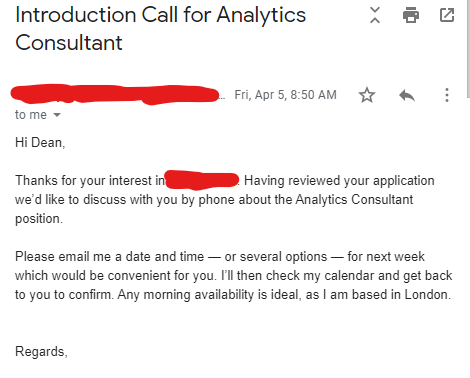 Introduction Call for Analytics
Consultant
Fri, Apr 5, 8:50 AM
to me
Hi Dean,
Thanks for your interest in
Having reviewed your application
we'd like to discuss with you by phone about the Analytics Consultant
position.
Please email me a date and time — or several options — for next week
which would be convenient for you. I'll then check my calendar and get back
to you to confirm. Any morning availability is ideal, as I am based in London.
Regards,